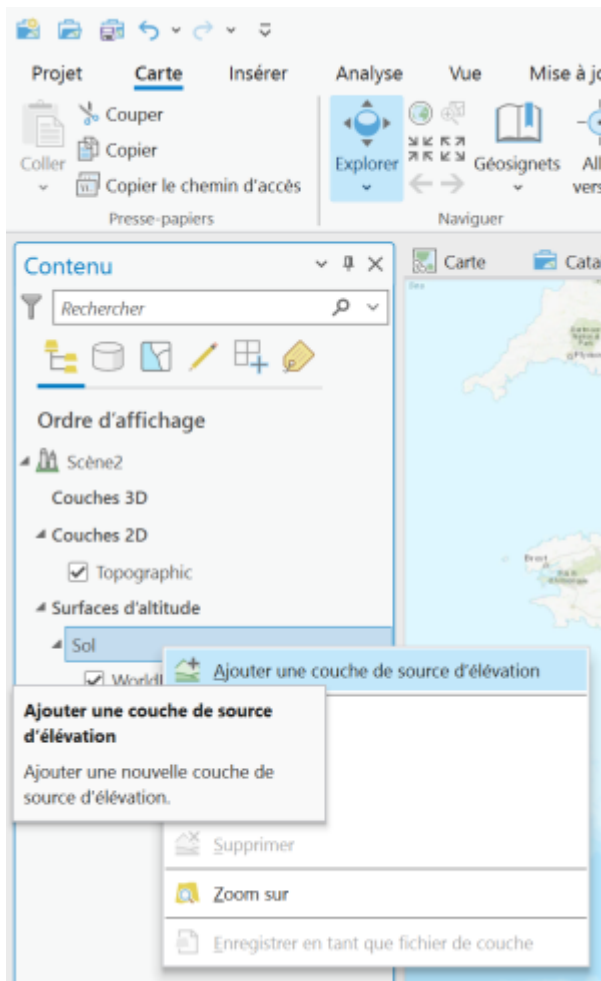 Projet Carte Insérer Analyse Vue Mise à jo
Couper
Copier
Coller
Copier le chemin d'accès
Presse-papiers
Explorer
Géosignets
All
vers
Naviguer
Contenu
Carte Cata
Rechercher
Ordre d'affichage
Scène2
Couches 3D
Couches 2D
Topographic
Surfaces d'altitude
Sol
World
Ajouter une couche de source d'élévation
Ajouter une couche de source
d'élévation
Ajouter une nouvelle couche de
source d'élévation.
Supprimer
Zoom sur
Enregistrer en tant que fichier de couche
Brest